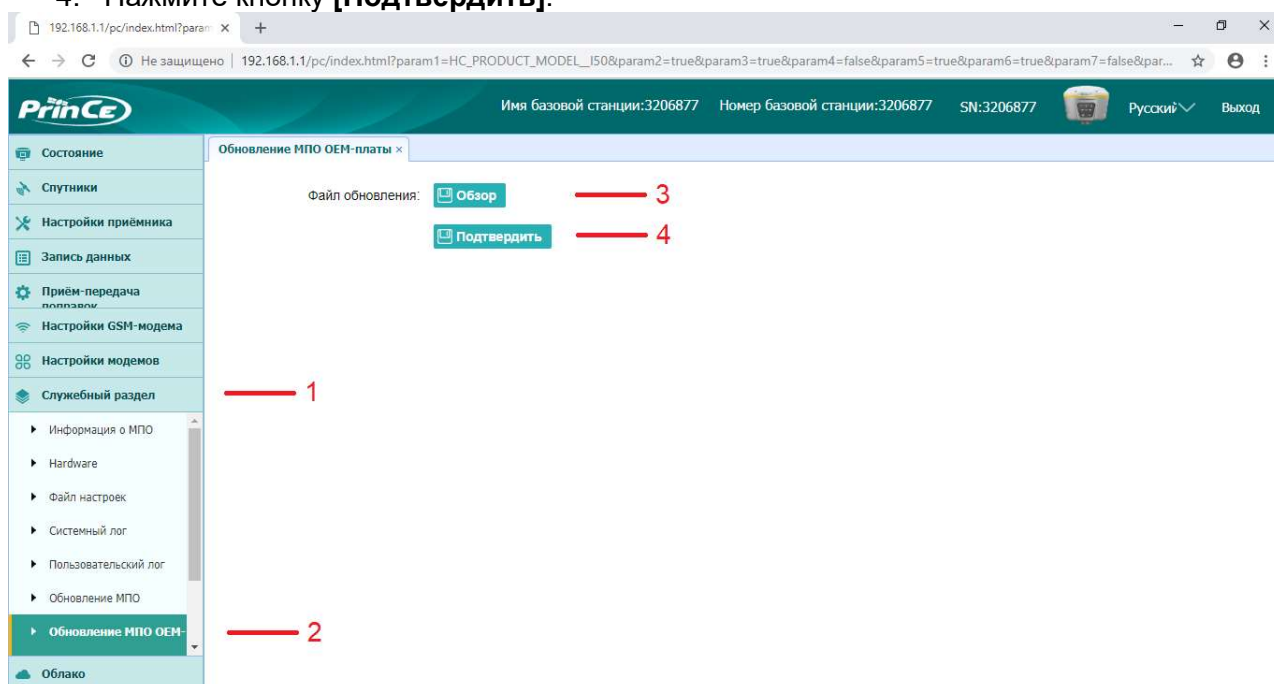 4. Нажмите кнопку [Подтвердить].
192.168.1.1/pc/index.html?param
Не защищено | 192.168.1.1/pc/index.html?param1=HC_PRODUCT_MODEL__I50&param2=true&param3=true&param4=false&param5=true&param6=true&param7=false&par...
PrinCE
Имя базовой станции:3206877 Номер базовой станции:3206877 SN:3206877 Русский Выход
Состояние
Обновление МПО ОЕМ-платы ×
Спутники
Файл обновления: Обзор 3
Настройки приёмника
Подтвердить 4
Запись данных
Приём-передача
поправок
Настройки GSM-модема
Настройки модемов
Служебный раздел 1
Информация о МПО
Hardware
Файл настроек
Системный лог
Пользовательский лог
Обновление МПО
Обновление МПО ОЕМ- 2
Облако